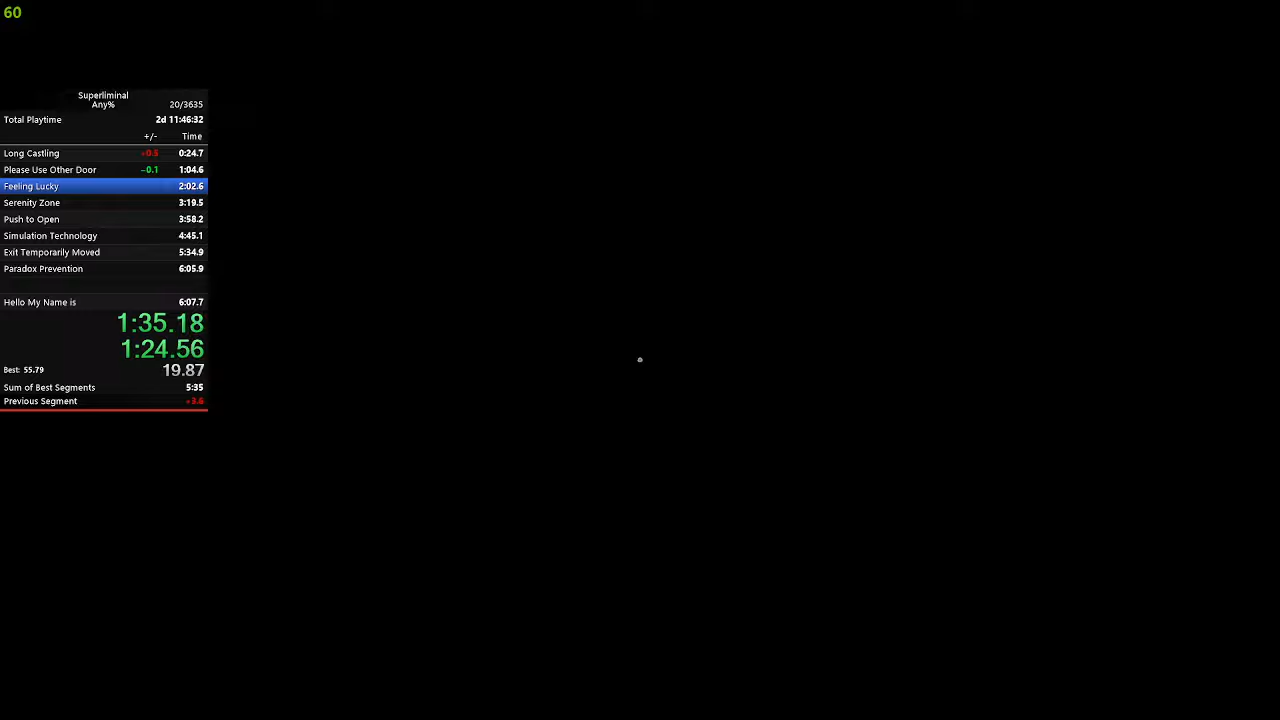 60
Superliminal
Any% 20/3635
Total Playtime 2d 11:46:32
+/- Time
Long Castling +0.5 0:24.7
Please Use Other Door −0.1 1:04.6
Feeling Lucky 2:02.6
Serenity Zone 3:19.5
Push to Open 3:58.2
Simulation Technology 4:45.1
Exit Temporarily Moved 5:34.9
Paradox Prevention 6:05.9
Hello My Name is 6:07.7
1:35.18
1:24.56
Best: 55.79 19.87
Sum of Best Segments 5:35
Previous Segment +3.6